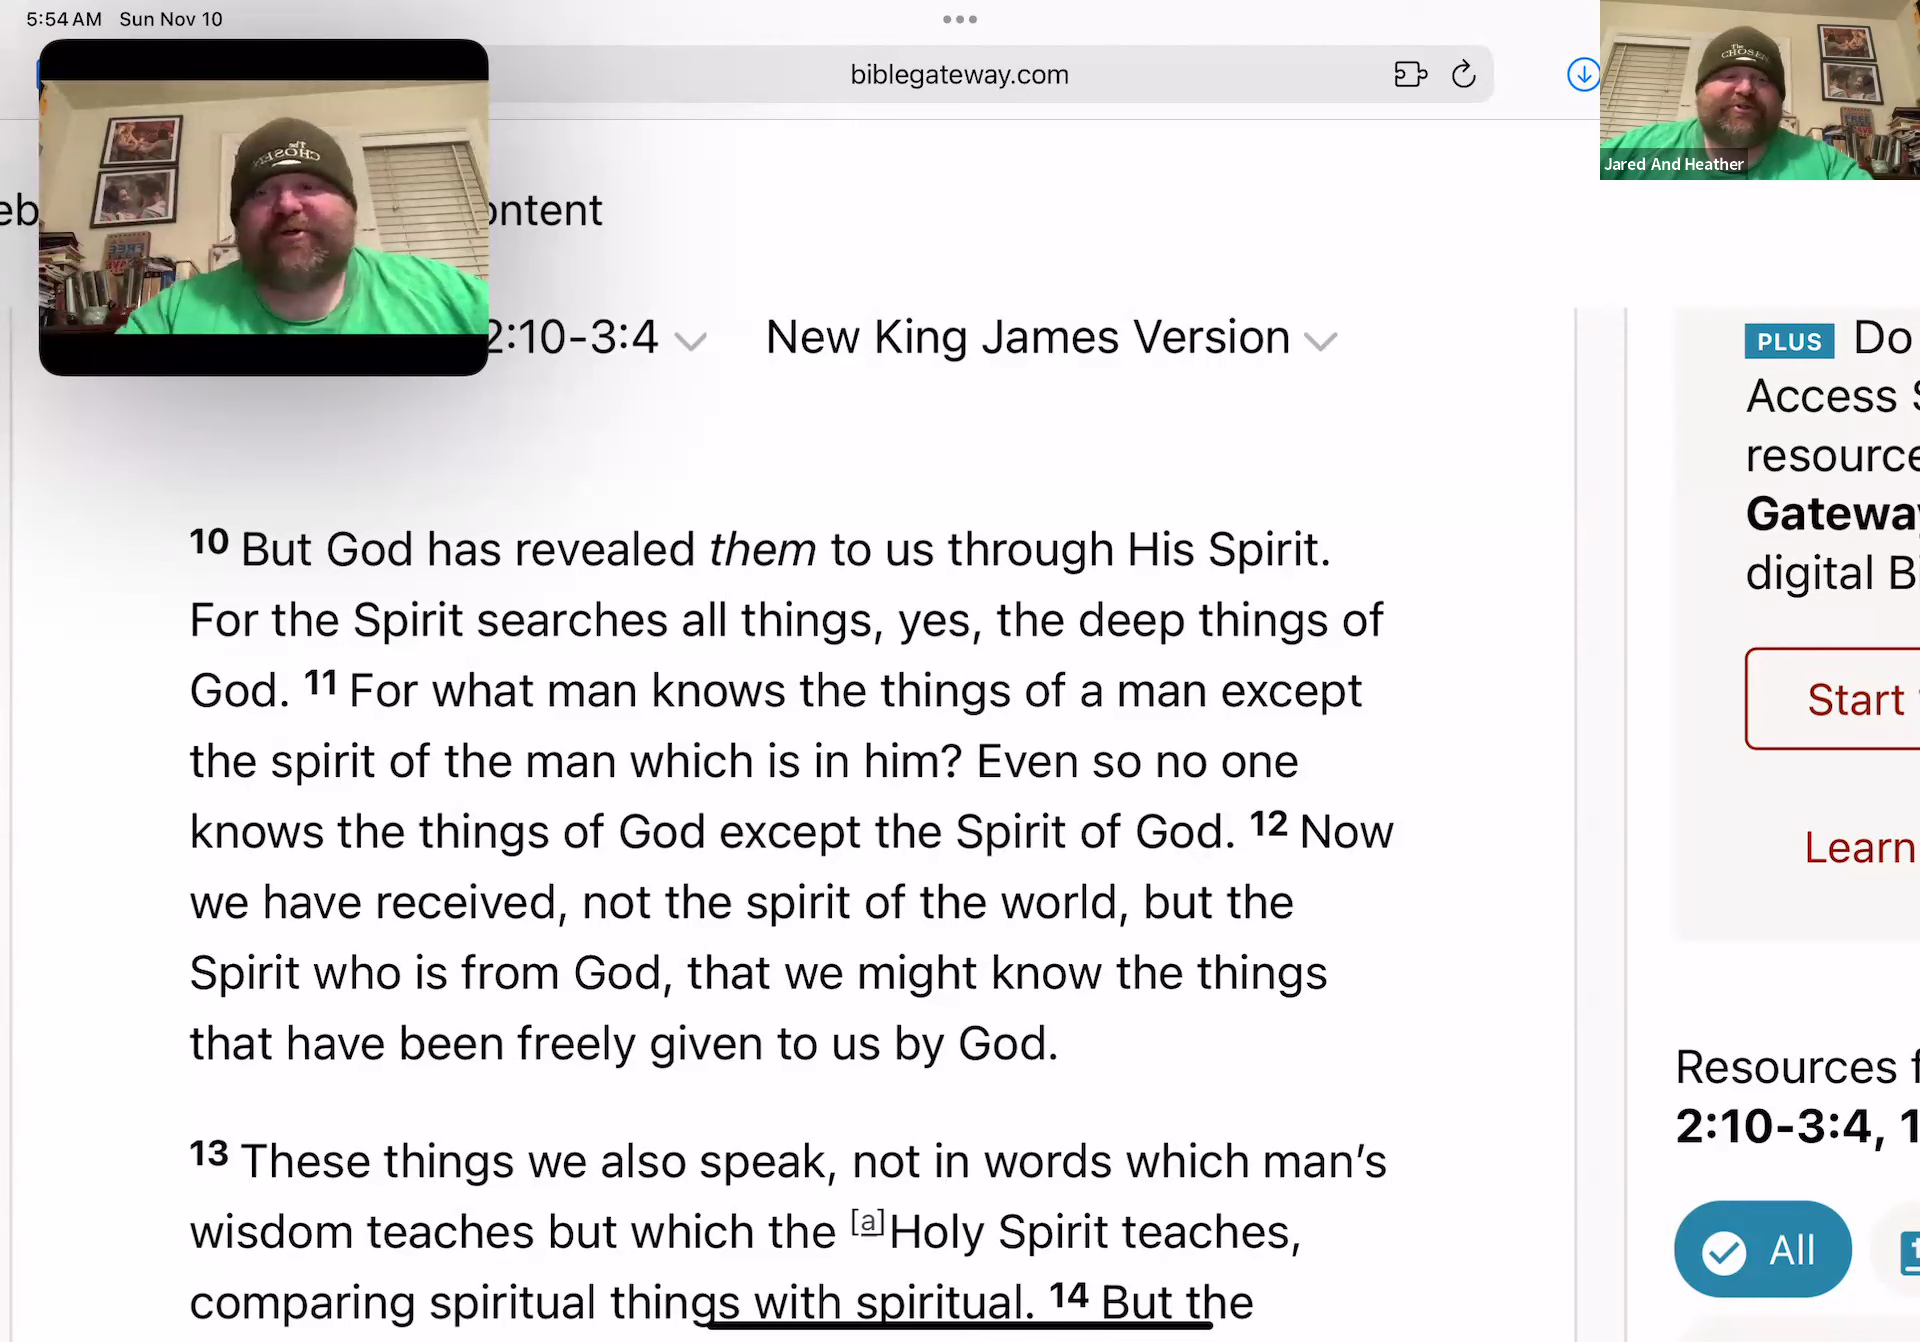 5:54 AM Sun Nov 10
biblegateway.com
The
CHOSEN
The
CHOSEN
FREE
Jared And Heather
eb
ontent
2:10-3:4
New King James Version
PLUS Do
Access S
resource
Gateway
digital Bi
Start
Learn
10 But God has revealed them to us through His Spirit.
For the Spirit searches all things, yes, the deep things of
God. 11 For what man knows the things of a man except
the spirit of the man which is in him? Even so no one
knows the things of God except the Spirit of God. 12 Now
we have received, not the spirit of the world, but the
Spirit who is from God, that we might know the things
that have been freely given to us by God.
13 These things we also speak, not in words which man’s
wisdom teaches but which the [a]Holy Spirit teaches,
comparing spiritual things with spiritual. 14 But the
Resources f
2:10-3:4, 1
All